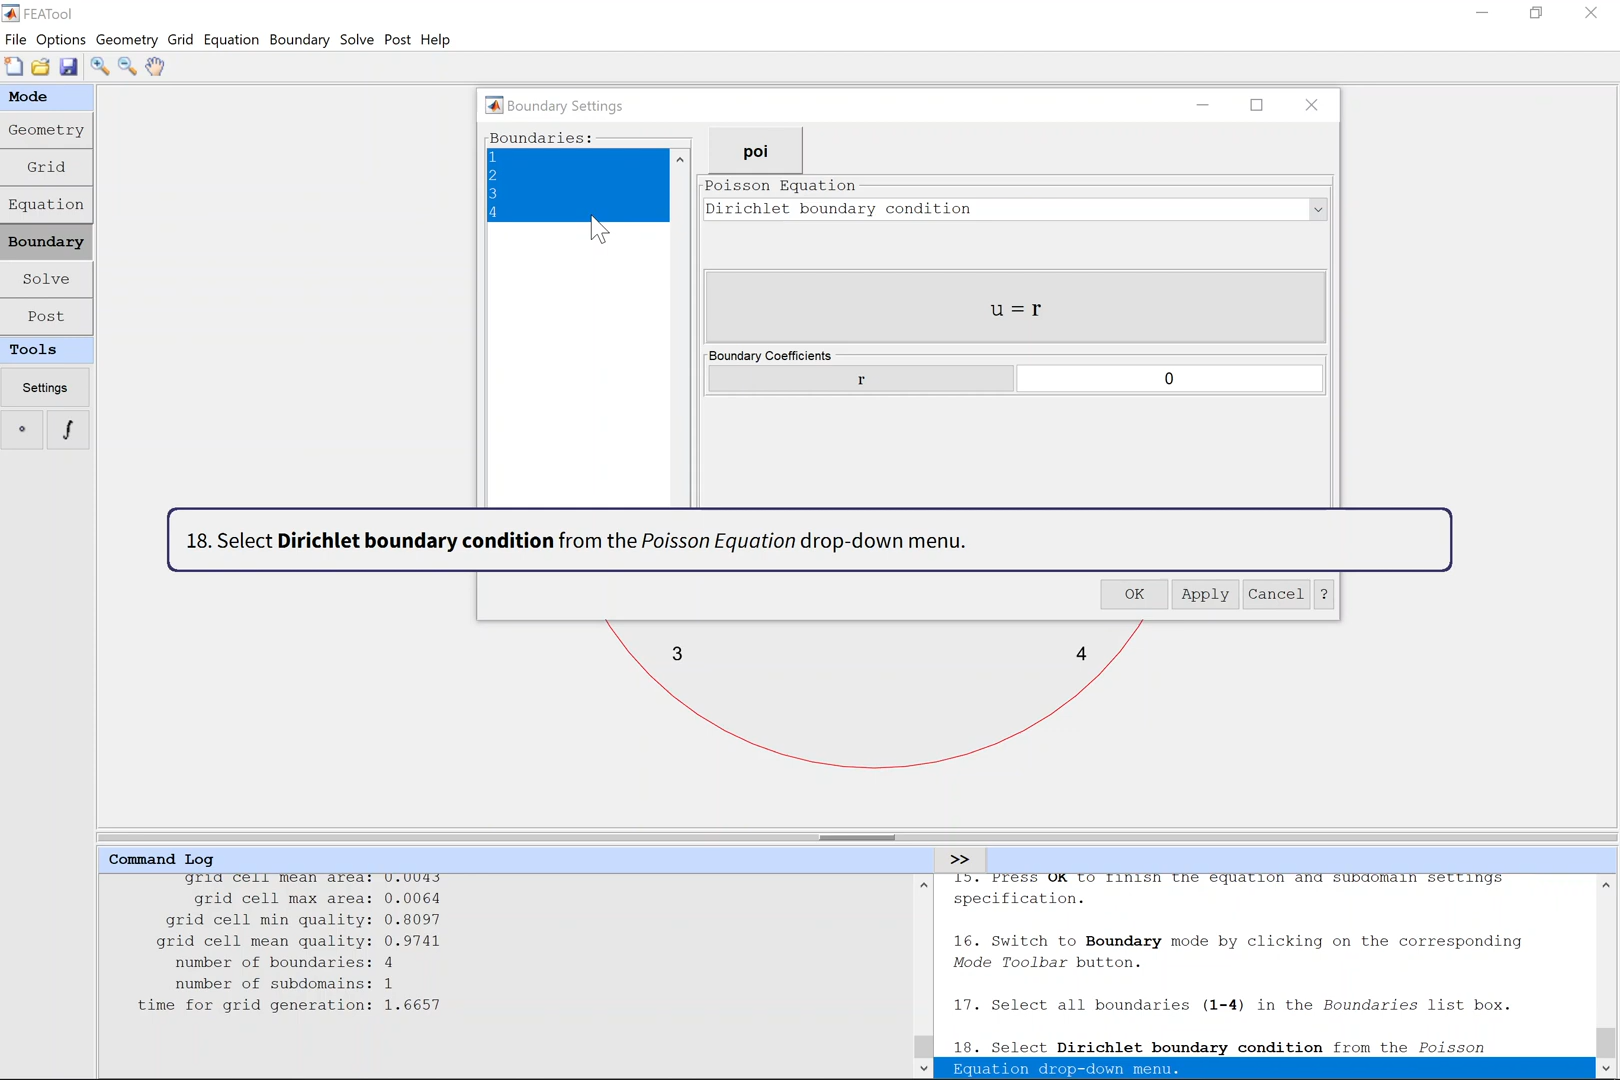 FEATool
File Options Geometry Grid Equation Boundary Solve Post Help
Mode
Geometry
Grid
Equation
Boundary
Solve
Post
Tools
Settings
∫
Boundary Settings
Boundaries:
1
2
3
4
poi
Poisson Equation
Dirichlet boundary condition
u = r
Boundary Coefficients
r 0
18. Select Dirichlet boundary condition from the Poisson Equation drop-down menu.
OK Apply Cancel ?
3 4
Command Log
grid cell mean area: 0.0043
grid cell max area: 0.0064
grid cell min quality: 0.8097
grid cell mean quality: 0.9741
number of boundaries: 4
number of subdomains: 1
time for grid generation: 1.6657
>>
15. Press OK to finish the equation and subdomain settings
specification.
16. Switch to Boundary mode by clicking on the corresponding
Mode Toolbar button.
17. Select all boundaries (1-4) in the Boundaries list box.
18. Select Dirichlet boundary condition from the Poisson
Equation drop-down menu.